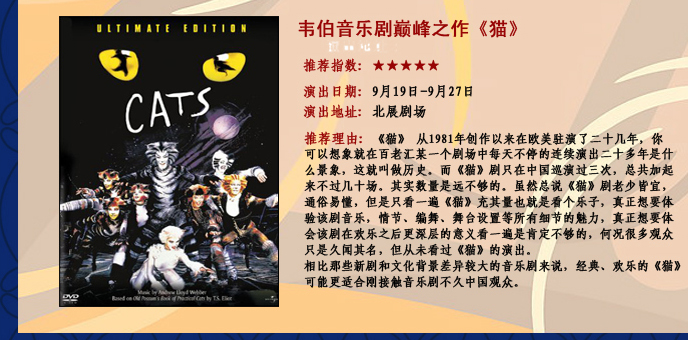 ULTIMATE EDITION
CATS
Music by Andrew Lloyd Webber
Based on Old Possum's Book of Practical Cats by T.S. Eliot
DVD
韦伯音乐剧巅峰之作《猫》
推荐指数: ★★★★★
演出日期: 9月19日-9月27日
演出地址: 北展剧场
推荐理由: 《猫》 从1981年创作以来在欧美驻演了二十几年，你
可以想象就在百老汇某一个剧场中每天不停的连续演出二十多年是什
么景象，这就叫做历史。而《猫》剧只在中国巡演过三次，总共加起
来不过几十场。其实数量是远不够的。虽然总说《猫》剧老少皆宜，
通俗易懂，但是只看一遍《猫》充其量也就是看个乐子，真正想要体
验该剧音乐，情节、编舞、舞台设置等所有细节的魅力，真正想要体
会该剧在欢乐之后更深层的意义看一遍是肯定不够的，何况很多观众
只是久闻其名，但从未看过《猫》的演出。
相比那些新剧和文化背景差异较大的音乐剧来说，经典、欢乐的《猫》
可能更适合刚接触音乐剧不久中国观众。